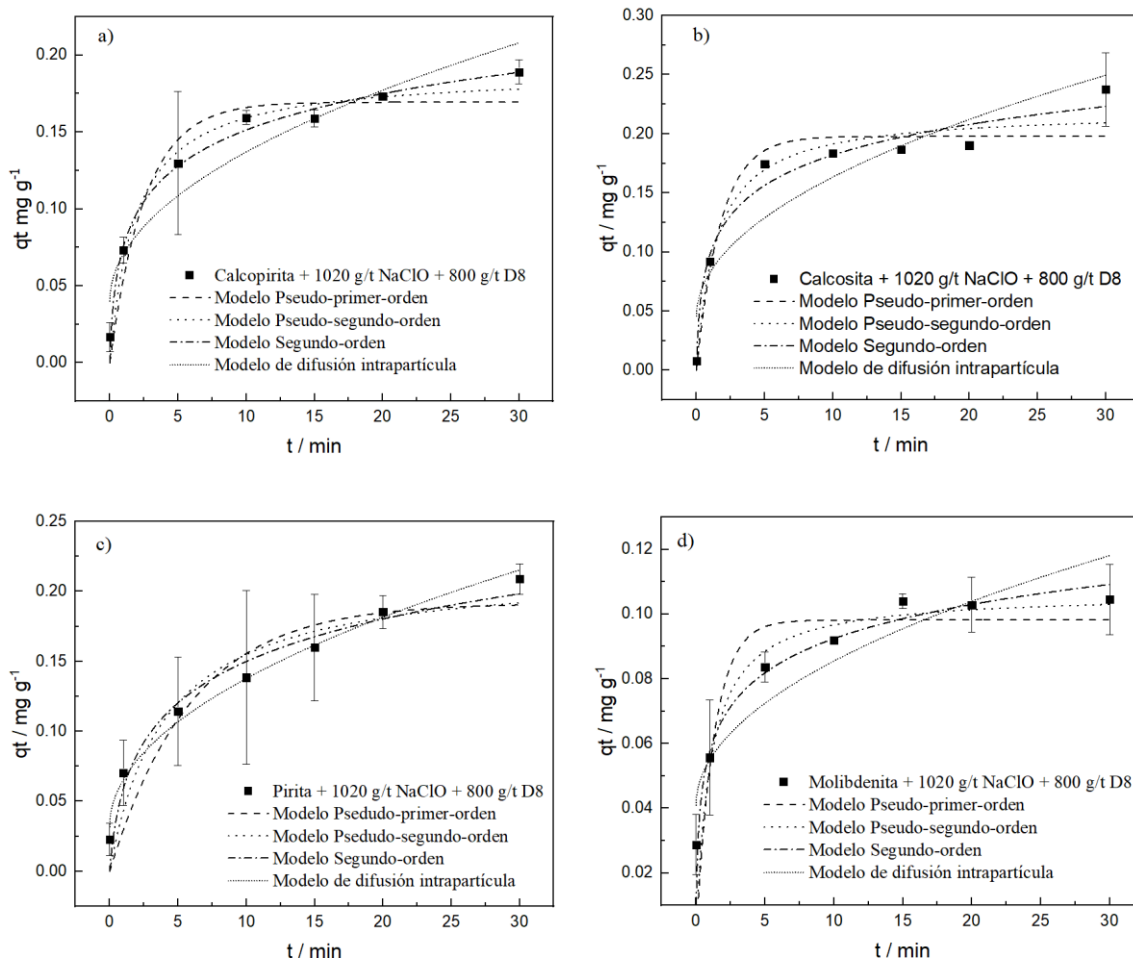 a)
qt mg g-1
0.20
0.15
0.10
0.05
0.00
Calcopirita + 1020 g/t NaClO + 800 g/t D8
Modelo Pseudo-primer-orden
Modelo Pseudo-segundo-orden
Modelo Segundo-orden
Modelo de difusión intrapartícula
0 5 10 15 20 25 30
t / min
b)
qt / mg g-1
0.30
0.25
0.20
0.15
0.10
0.05
0.00
Calcosita + 1020 g/t NaClO + 800 g/t D8
Modelo Pseudo-primer-orden
Modelo Pseudo-segundo-orden
Modelo Segundo-orden
Modelo de difusión intrapartícula
0 5 10 15 20 25 30
t / min
c)
qt / mg g-1
0.25
0.20
0.15
0.10
0.05
0.00
Pirita + 1020 g/t NaClO + 800 g/t D8
Modelo Psedudo-primer-orden
Modelo Psedudo-segundo-orden
Modelo Segundo-orden
Modelo de difusión intrapartícula
0 5 10 15 20 25 30
t / min
d)
qt / mg g-1
0.12
0.10
0.08
0.06
0.04
0.02
Molibdenita + 1020 g/t NaClO + 800 g/t D8
Modelo Pseudo-primer-orden
Modelo Pseudo-segundo-orden
Modelo Segundo-orden
Modelo de difusión intrapartícula
0 5 10 15 20 25 30
t / min